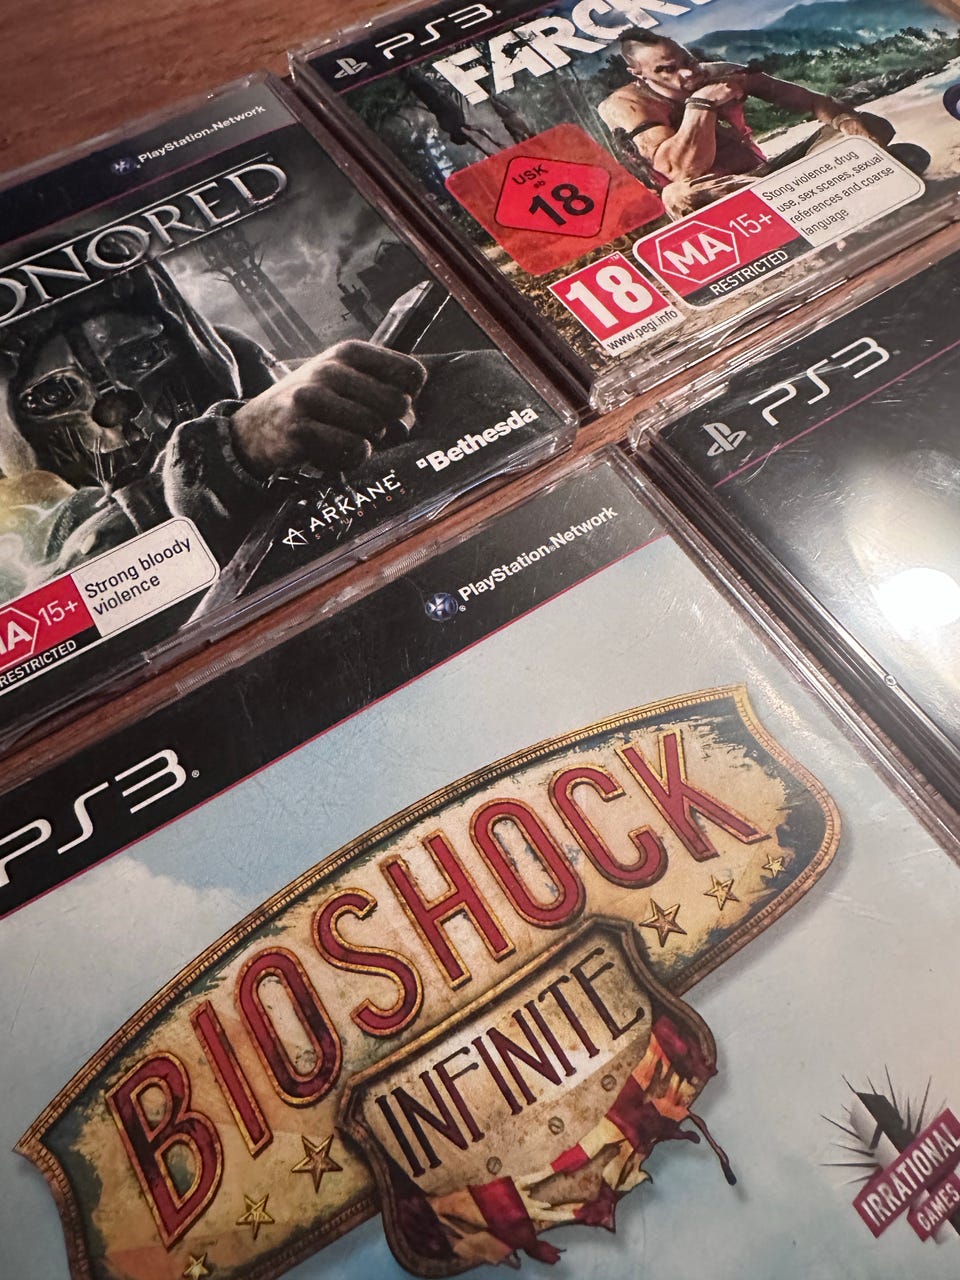 PS3
FARCRY
USK
ab
18
18
www.pegi.info
MA 15+
RESTRICTED
Stong violence, drug
use, sex scenes, sexual
references and coarse
language
PlayStation®Network
ONORED
ARKANE
STUDIOS
Bethesda
MA 15+
RESTRICTED
Strong bloody
violence
PS3
PlayStation®Network
PS3
BIOSHOCK
INFINITE
IRRATIONAL
GAMES